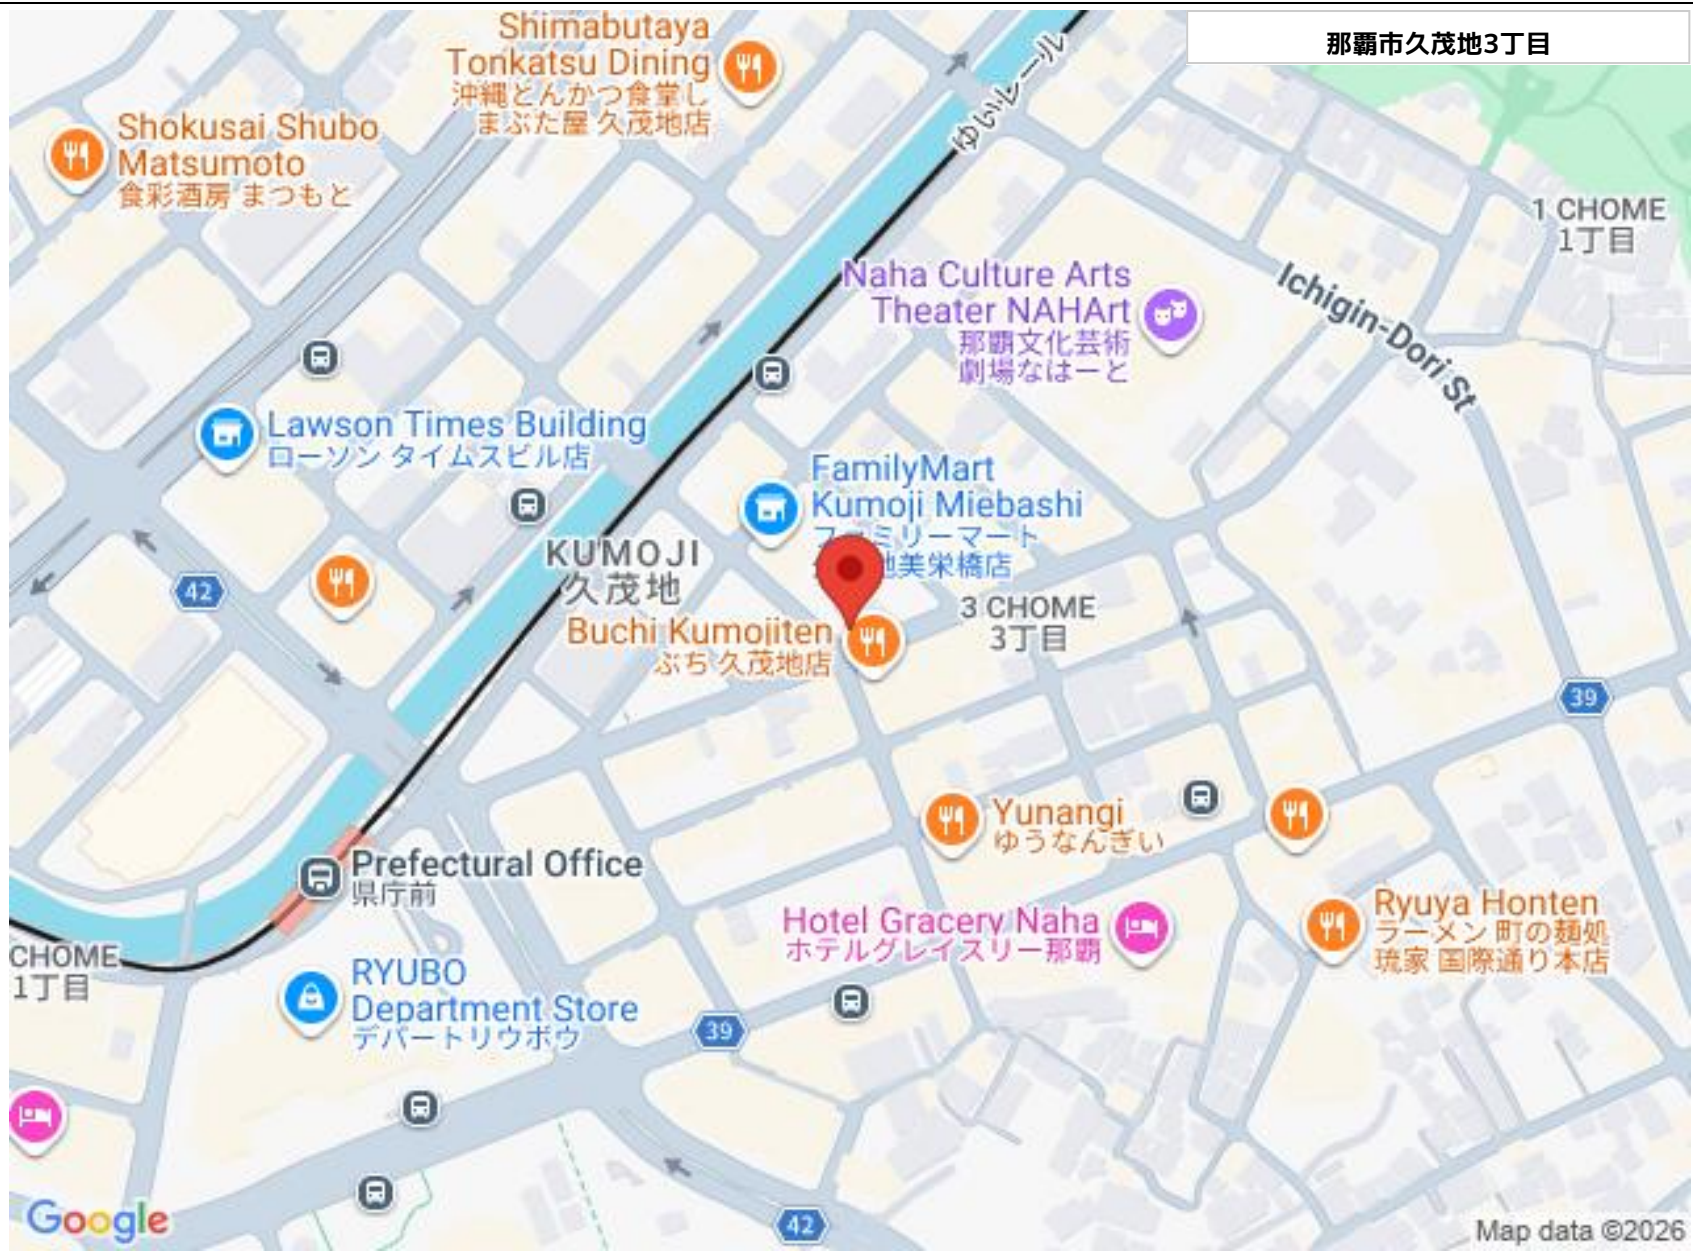 那覇市久茂地3丁目
Shimabutaya
Tonkatsu Dining
沖縄とんかつ食堂し
まぶた屋 久茂地店
ゆいレール
Shokusai Shubo
Matsumoto
食彩酒房 まつもと
1 CHOME
1丁目
Naha Culture Arts
Theater NAHArt
那覇文化芸術
劇場なはーと
Ichigin-Dori St
Lawson Times Building
ローソン タイムスビル店
FamilyMart
Kumoji Miebashi
ファミリーマート
地美栄橋店
KUMOJI
久茂地
42
3 CHOME
3丁目
Buchi Kumojiten
ぶち 久茂地店
39
Yunangi
ゆうなんぎい
Prefectural Office
県庁前
Hotel Gracery Naha
ホテルグレイスリー那覇
Ryuya Honten
ラーメン 町の麺処
琉家 国際通り本店
CHOME
1丁目
RYUBO
Department Store
デパートリウボウ
39
42
Google
Map data ©2026